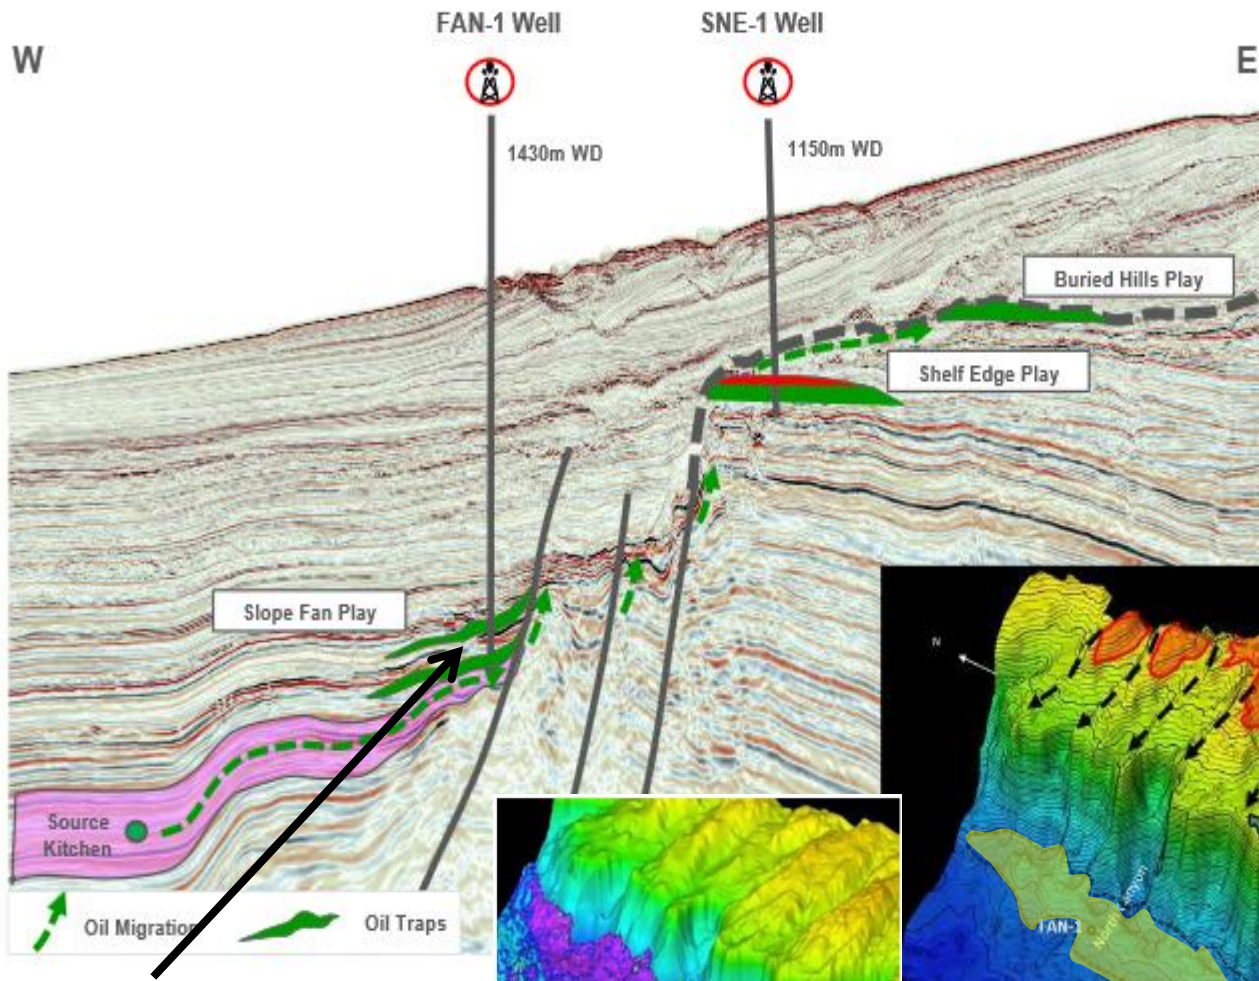 FAN-1 Well
SNE-1 Well
W
E
1430m WD
1150m WD
Buried Hills Play
Shelf Edge Play
Slope Fan Play
Source
Kitchen
Oil Migration
Oil Traps
N
FAN-1
North Canyon